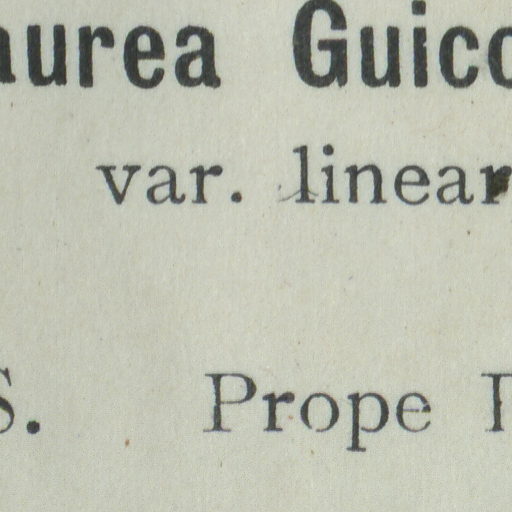 aurea Guico
var. linear
S. Prope